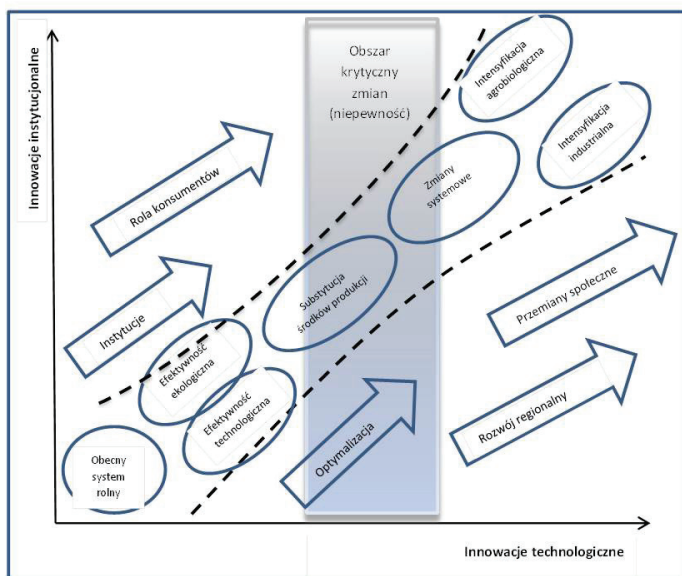 Innowacje instytucjonalne
Obszar
krytyczny
zmian
(niepewność)
Intensyfikacja
agrobiologiczna
Intensyfikacja
industrialna
Rola konsumentów
Zmiany
systemowe
Substytucja
środków produkcji
Instytucje
Przemiany społeczne
Efektywność
ekologiczna
Efektywność
technologiczna
Optymalizacja
Rozwój regionalny
Obecny
system
rolny
Innowacje technologiczne